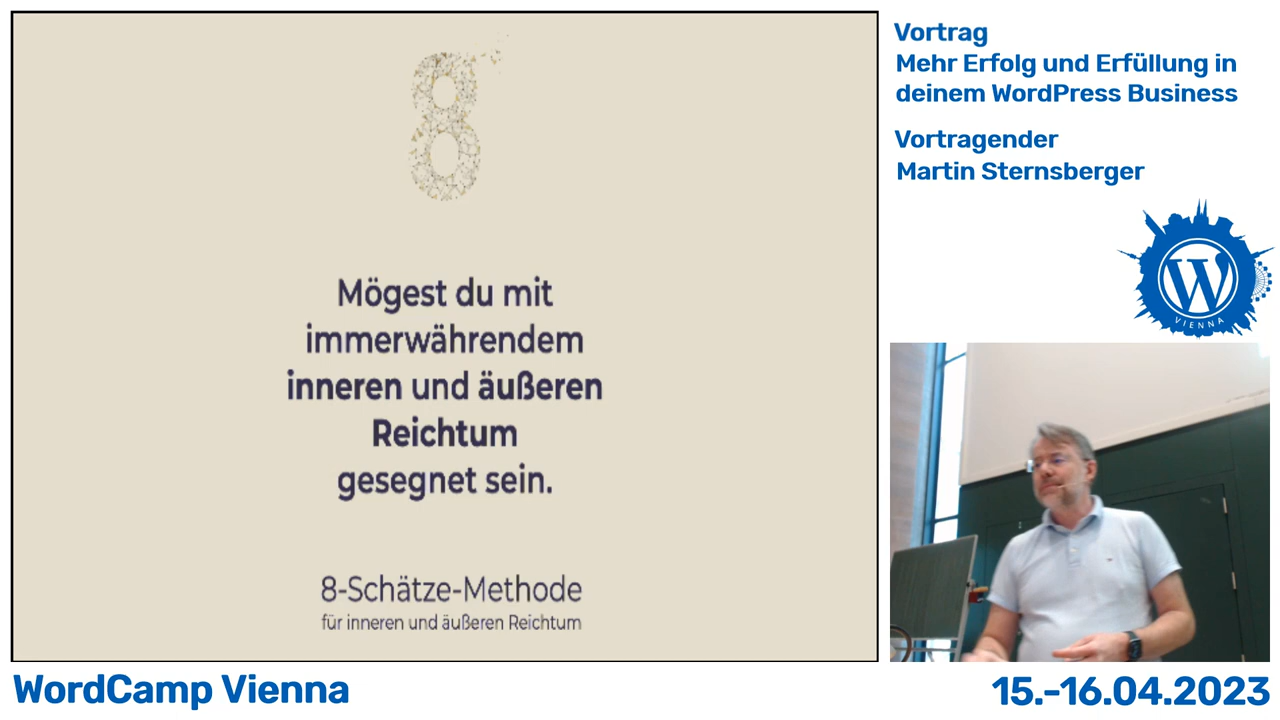 8
Mögest du mit
immerwährendem
inneren und äußeren
Reichtum
gesegnet sein.
8-Schätze-Methode
für inneren und äußeren Reichtum
Vortrag
Mehr Erfolg und Erfüllung in
deinem WordPress Business
Vortragender
Martin Sternsberger
W
VIENNA
WordCamp Vienna
15.-16.04.2023